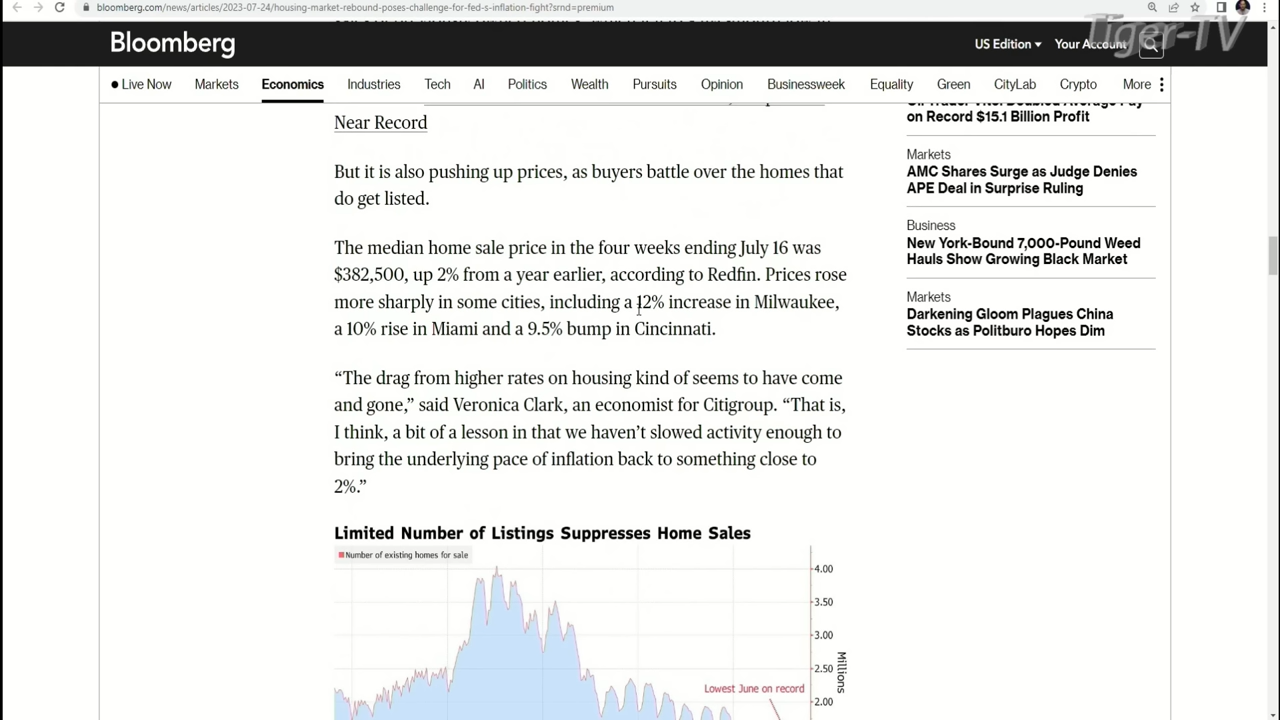 bloomberg.com/news/articles/2023-07-24/housing-market-rebound-poses-challenge-for-fed-s-inflation-fight?srnd=premium
Tiger-TV
Bloomberg
US Edition
Your Account
Live Now
Markets
Economics
Industries
Tech
AI
Politics
Wealth
Pursuits
Opinion
Businessweek
Equality
Green
CityLab
Crypto
More
Near Record
But it is also pushing up prices, as buyers battle over the homes that
do get listed.
The median home sale price in the four weeks ending July 16 was
$382,500, up 2% from a year earlier, according to Redfin. Prices rose
more sharply in some cities, including a 12% increase in Milwaukee,
a 10% rise in Miami and a 9.5% bump in Cincinnati.
“The drag from higher rates on housing kind of seems to have come
and gone,” said Veronica Clark, an economist for Citigroup. “That is,
I think, a bit of a lesson in that we haven’t slowed activity enough to
bring the underlying pace of inflation back to something close to
2%.”
Limited Number of Listings Suppresses Home Sales
Number of existing homes for sale
4.00
3.50
3.00
2.50
2.00
Millions
Lowest June on record
on Record $15.1 Billion Profit
Markets
AMC Shares Surge as Judge Denies
APE Deal in Surprise Ruling
Business
New York-Bound 7,000-Pound Weed
Hauls Show Growing Black Market
Markets
Darkening Gloom Plagues China
Stocks as Politburo Hopes Dim